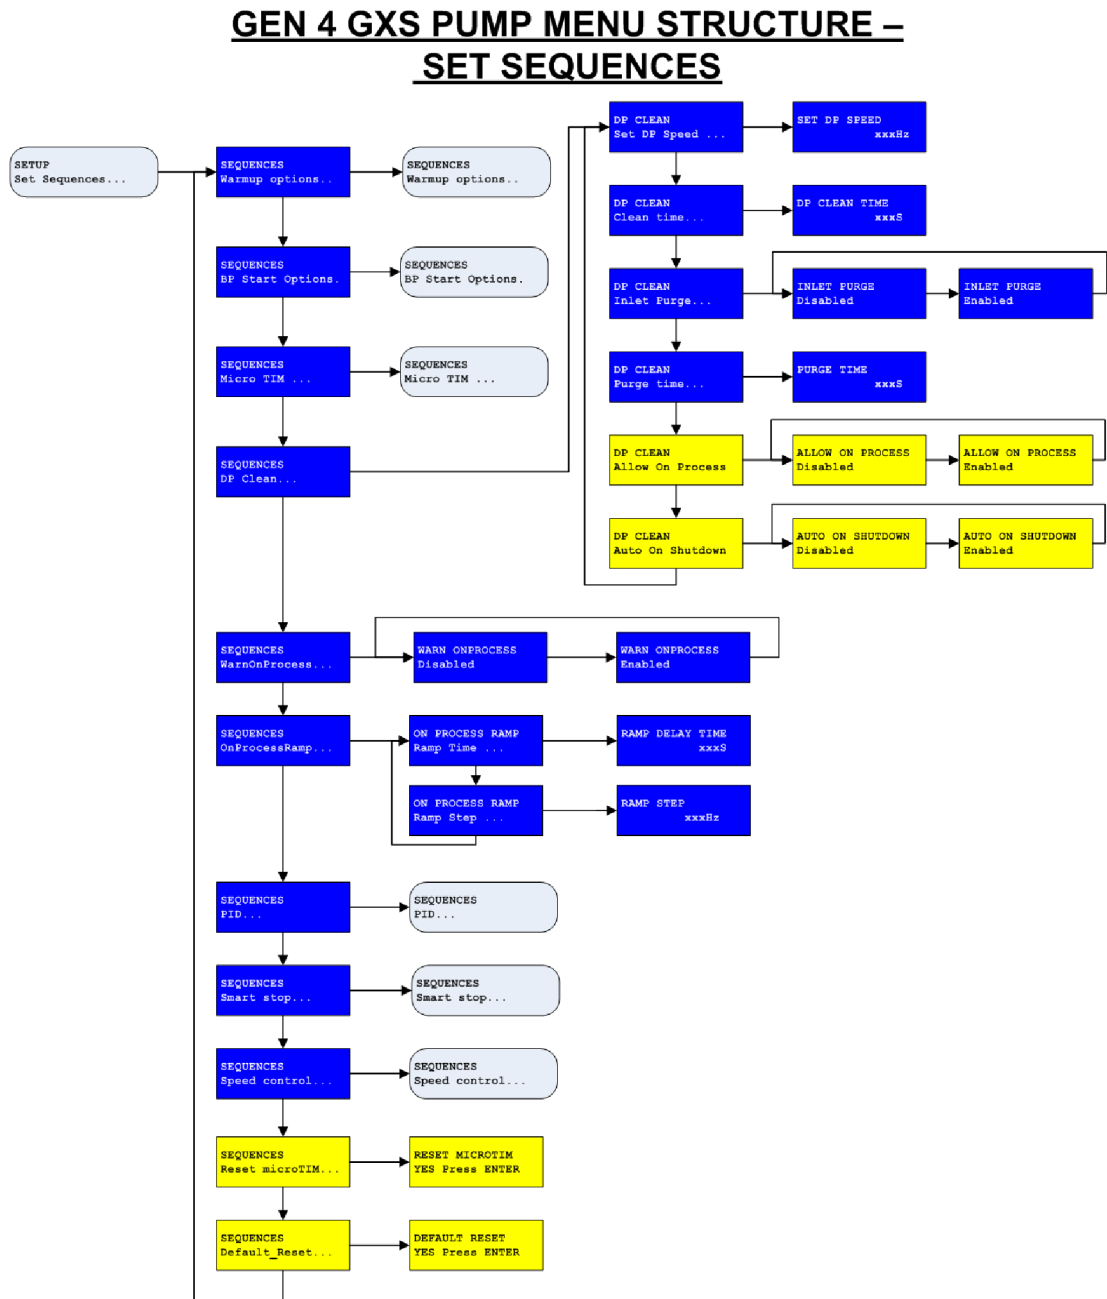 GEN 4 GXS PUMP MENU STRUCTURE –
SET SEQUENCES
SETUP
Set Sequences...
SEQUENCES
Warmup options..
SEQUENCES
Warmup options..
SEQUENCES
BP Start Options.
SEQUENCES
BP Start Options.
SEQUENCES
Micro TIM ...
SEQUENCES
Micro TIM ...
SEQUENCES
DP Clean...
DP CLEAN
Set DP Speed ...
SET DP SPEED
xxxHz
DP CLEAN
Clean time...
DP CLEAN TIME
xxxS
DP CLEAN
Inlet Purge...
INLET PURGE
Disabled
INLET PURGE
Enabled
DP CLEAN
Purge time...
PURGE TIME
xxxS
DP CLEAN
Allow On Process
ALLOW ON PROCESS
Disabled
ALLOW ON PROCESS
Enabled
DP CLEAN
Auto On Shutdown
AUTO ON SHUTDOWN
Disabled
AUTO ON SHUTDOWN
Enabled
SEQUENCES
WarnOnProcess...
WARN ONPROCESS
Disabled
WARN ONPROCESS
Enabled
SEQUENCES
OnProcessRamp...
ON PROCESS RAMP
Ramp Time ...
RAMP DELAY TIME
xxxS
ON PROCESS RAMP
Ramp Step ...
RAMP STEP
xxxHz
SEQUENCES
PID...
SEQUENCES
PID...
SEQUENCES
Smart stop...
SEQUENCES
Smart stop...
SEQUENCES
Speed control...
SEQUENCES
Speed control...
SEQUENCES
Reset microTIM...
RESET MICROTIM
YES Press ENTER
SEQUENCES
Default_Reset...
DEFAULT RESET
YES Press ENTER